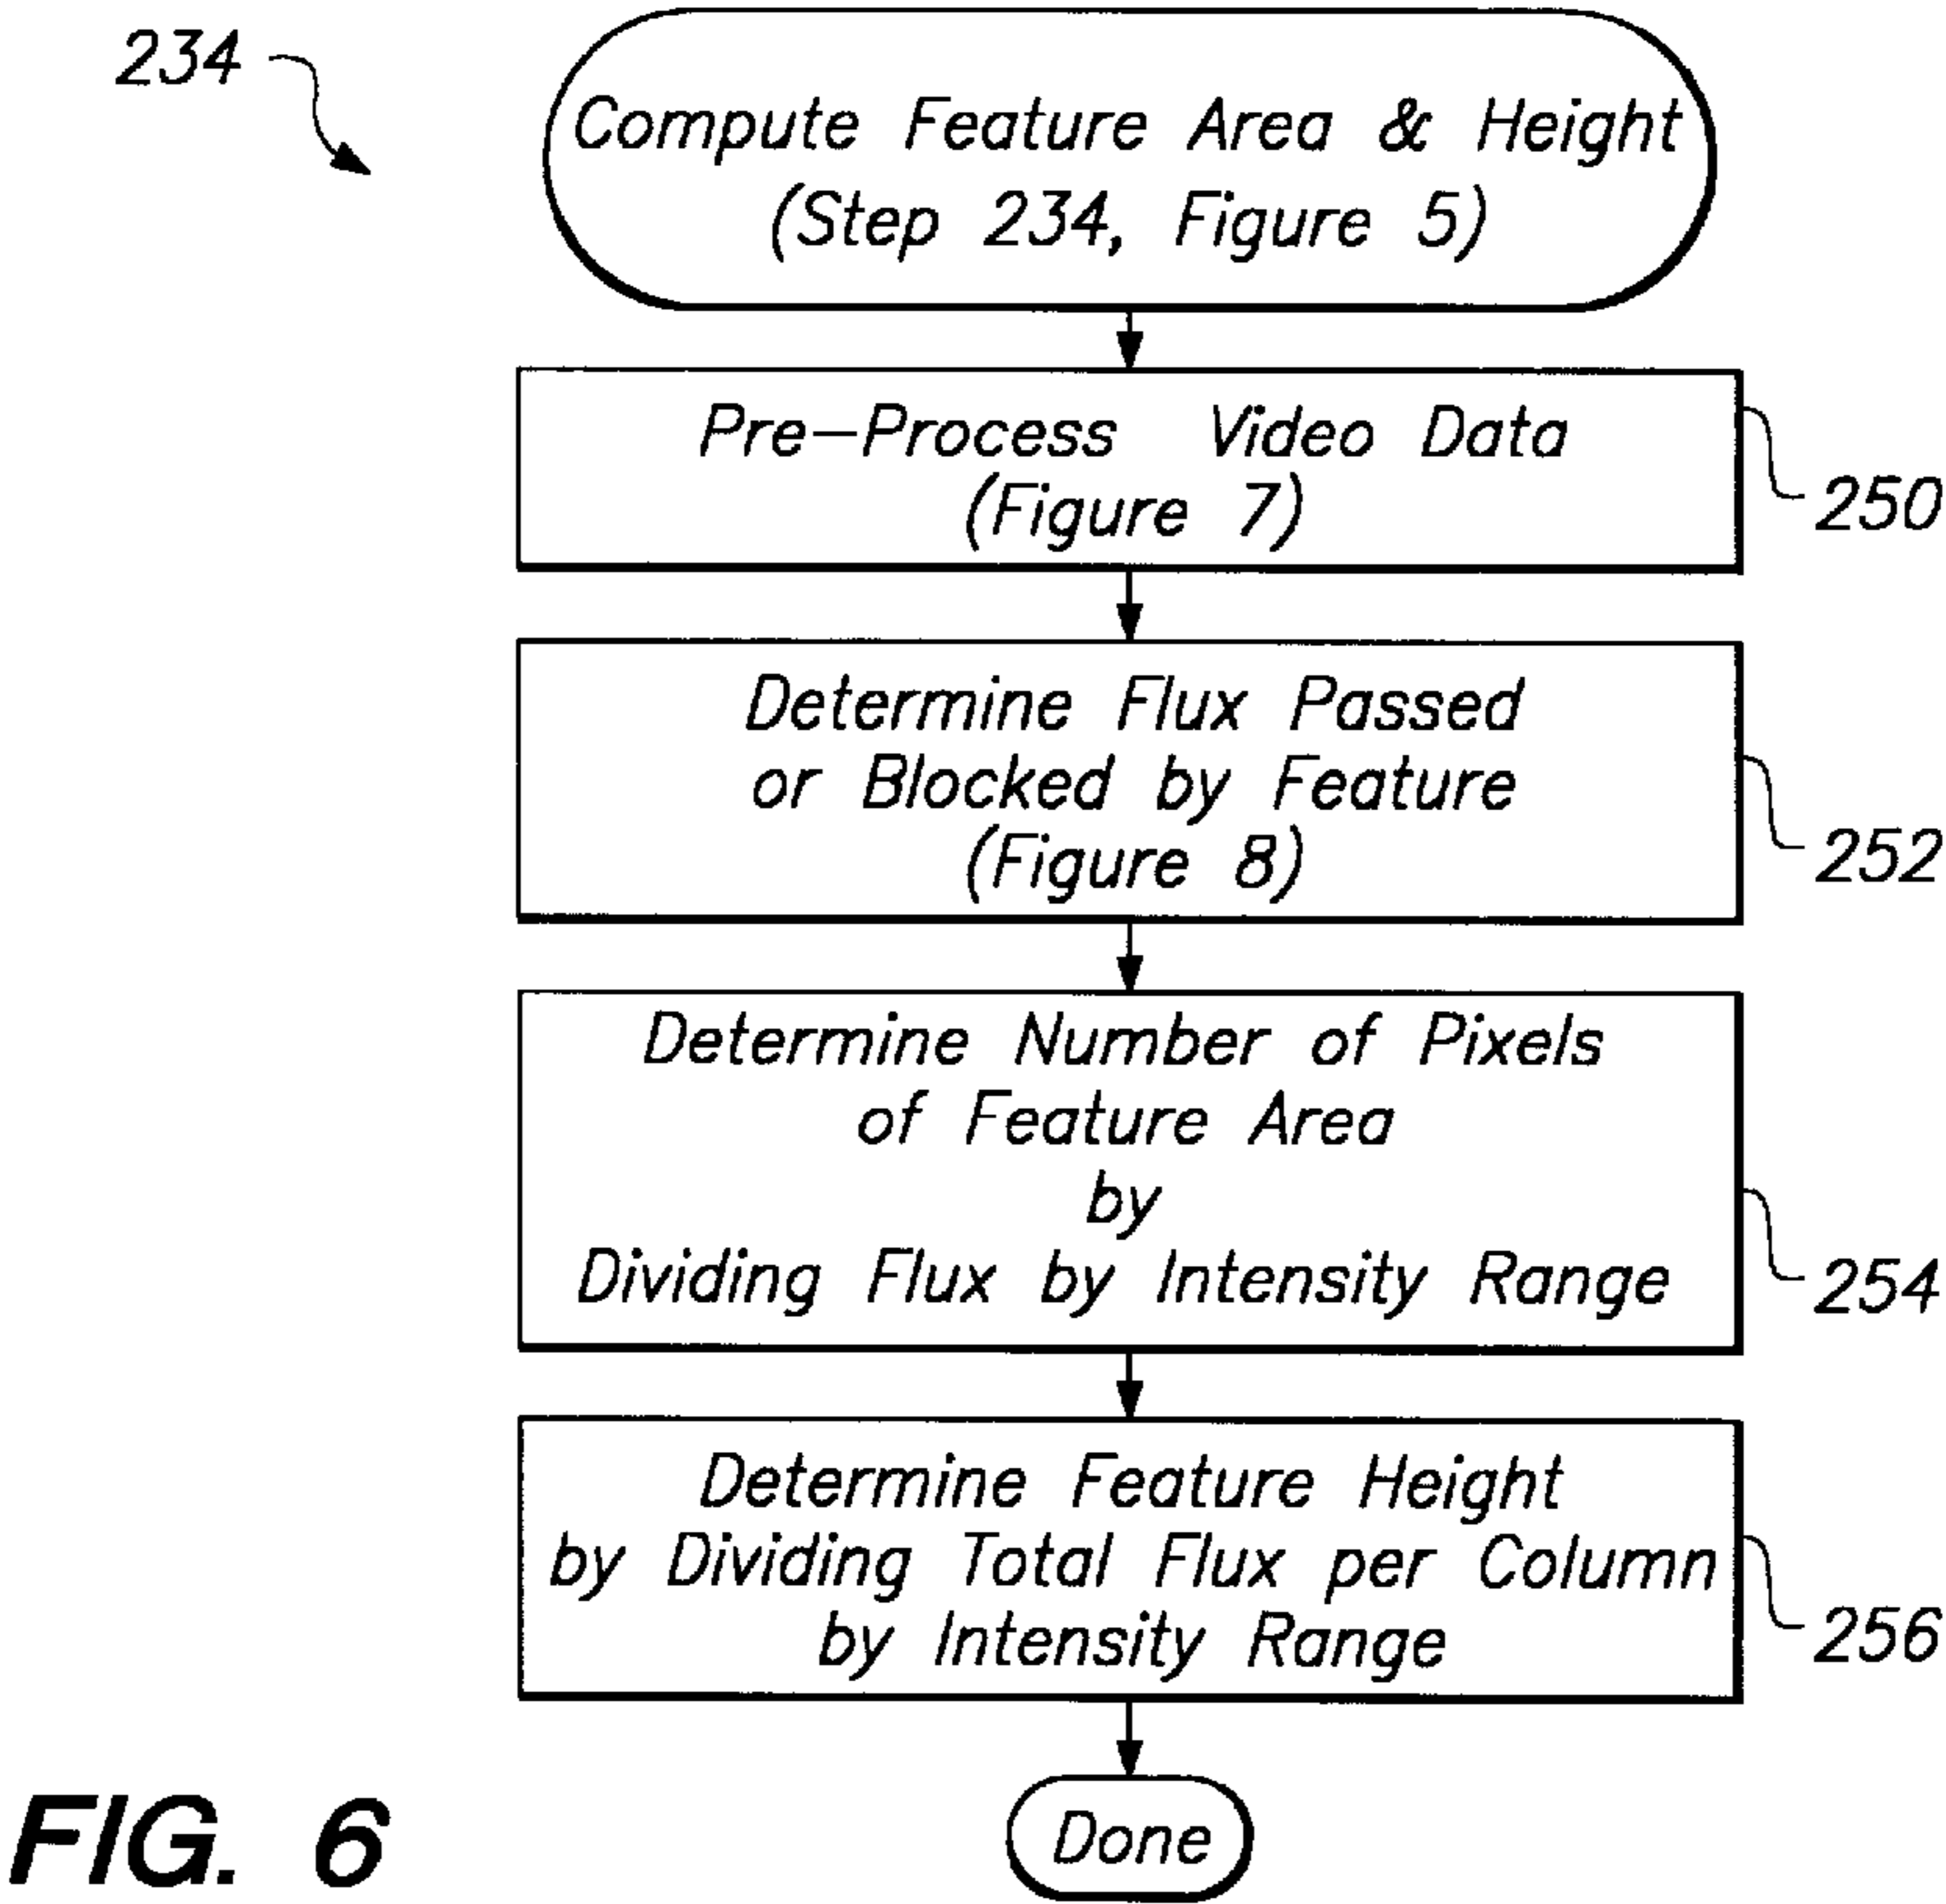 234
Compute Feature Area & Height
(Step 234, Figure 5)
Pre-Process Video Data
(Figure 7)
250
Determine Flux Passed
or Blocked by Feature
(Figure 8)
252
Determine Number of Pixels
of Feature Area
by
Dividing Flux by Intensity Range
254
Determine Feature Height
by Dividing Total Flux per Column
by Intensity Range
256
Done
FIG. 6